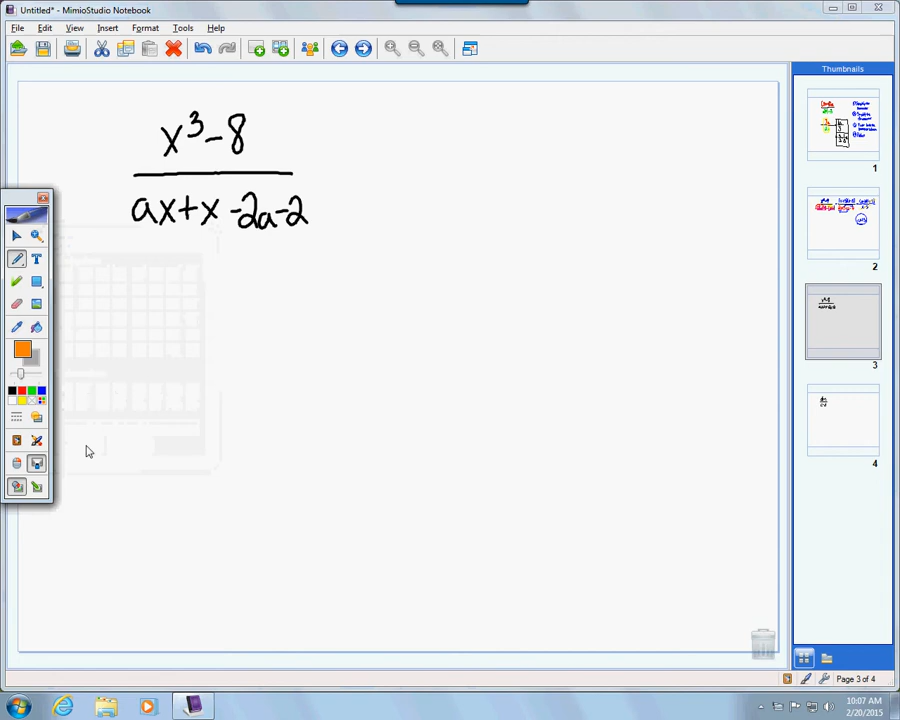 Untitled* - MimioStudio Notebook
File Edit View Insert Format Tools Help
Thumbnails
x³-8
ax+x-2a-2
1
2
3
4
Page 3 of 4
10:07 AM
2/20/2015